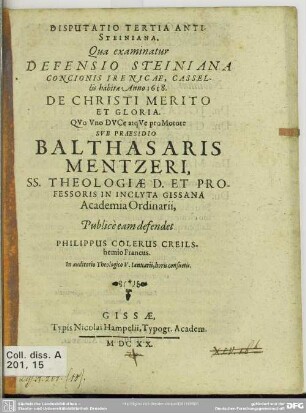 DISPUTATIO TERTIA ANTI-
STEINIANA,
Qua examinatur
DEFENSIO STEINIANA
CONCIONIS IRENICAE, CASSEL-
lis habitæ Anno 1618.
DE CHRISTI MERITO
ET GLORIA.
QVo Vno DVCe atqVe proMotore
SVB PRAESIDIO
BALTHASARIS
MENTZERI,
SS. THEOLOGIÆ D. ET PRO-
FESSORIS IN INCLYTA GISSANA
Academia Ordinarii,
Publicè eam defendet
PHILIPPUS COLERUS CREILS-
hemio Francus.
In auditorio Theologico V. Ianuarii, horis consuetis.
GISSÆ,
Typis Nicolai Hampelii, Typogr. Academ.
M DC XX.
Coll. diss. A
201, 15